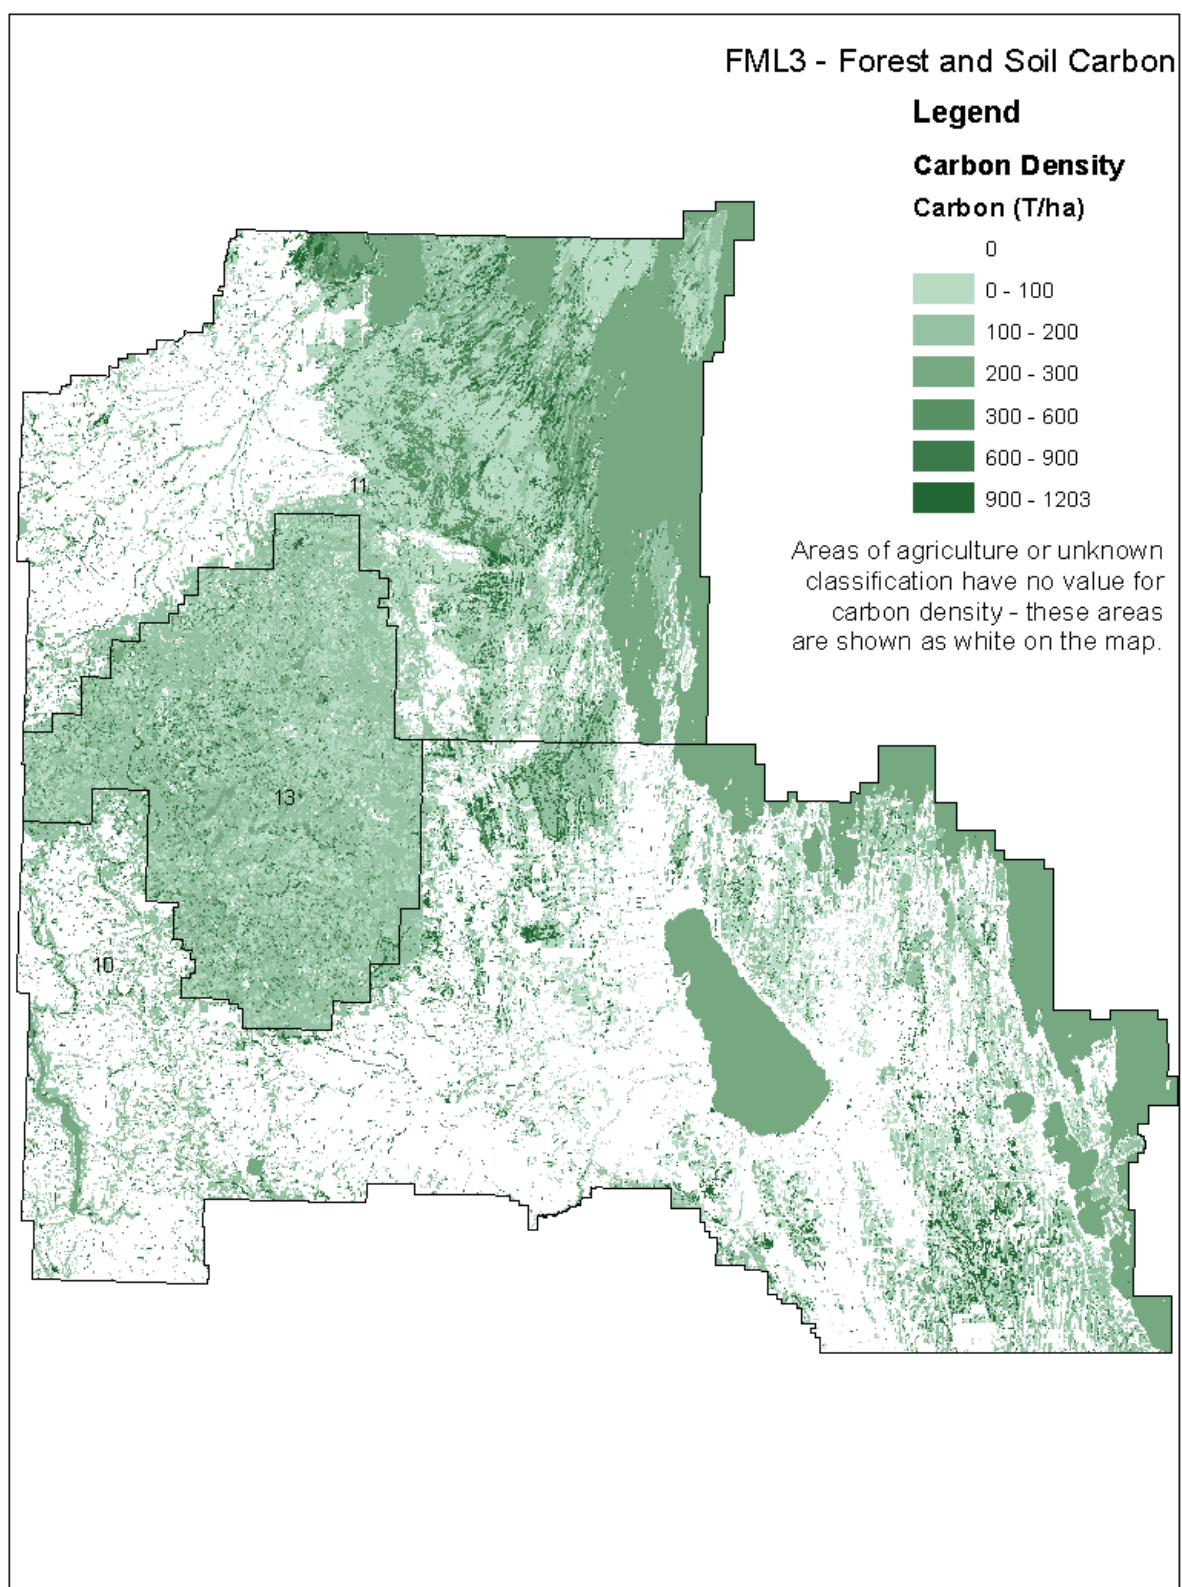 FML3 - Forest and Soil Carbon
Legend
Carbon Density
Carbon (T/ha)
0
0 - 100
100 - 200
200 - 300
300 - 600
600 - 900
900 - 1203
Areas of agriculture or unknown
classification have no value for
carbon density - these areas
are shown as white on the map.
11
13
10